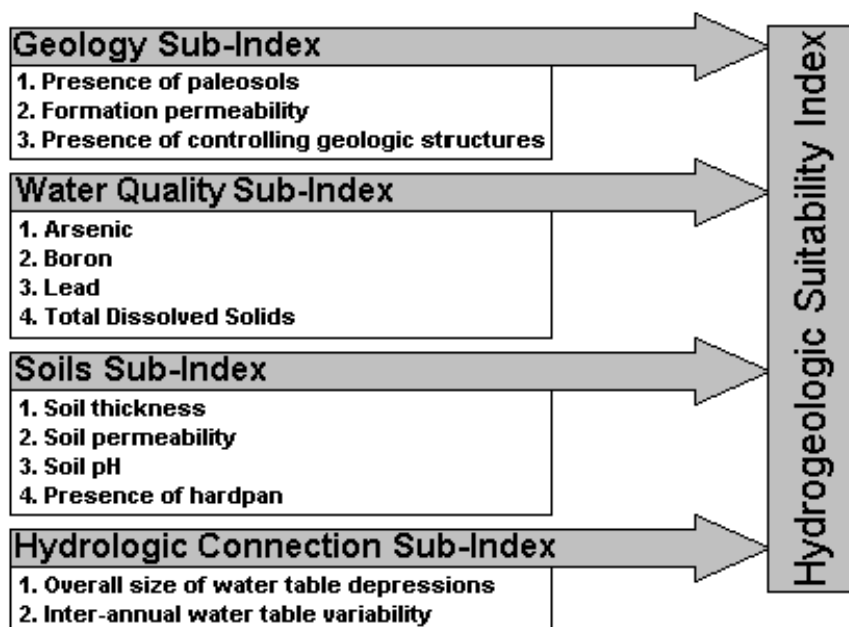 Geology Sub-Index
1. Presence of paleosols
2. Formation permeability
3. Presence of controlling geologic structures
Water Quality Sub-Index
1. Arsenic
2. Boron
3. Lead
4. Total Dissolved Solids
Soils Sub-Index
1. Soil thickness
2. Soil permeability
3. Soil pH
4. Presence of hardpan
Hydrologic Connection Sub-Index
1. Overall size of water table depressions
2. Inter-annual water table variability
Hydrogeologic Suitability Index